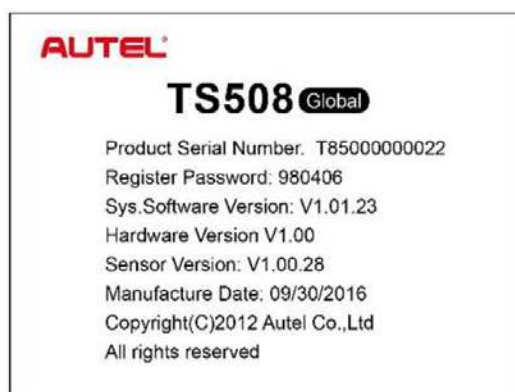 AUTEL
TS508 Global
Product Serial Number. T85000000022
Register Password: 980406
Sys.Software Version: V1.01.23
Hardware Version V1.00
Sensor Version: V1.00.28
Manufacture Date: 09/30/2016
Copyright(C)2012 Autel Co.,Ltd
All rights reserved